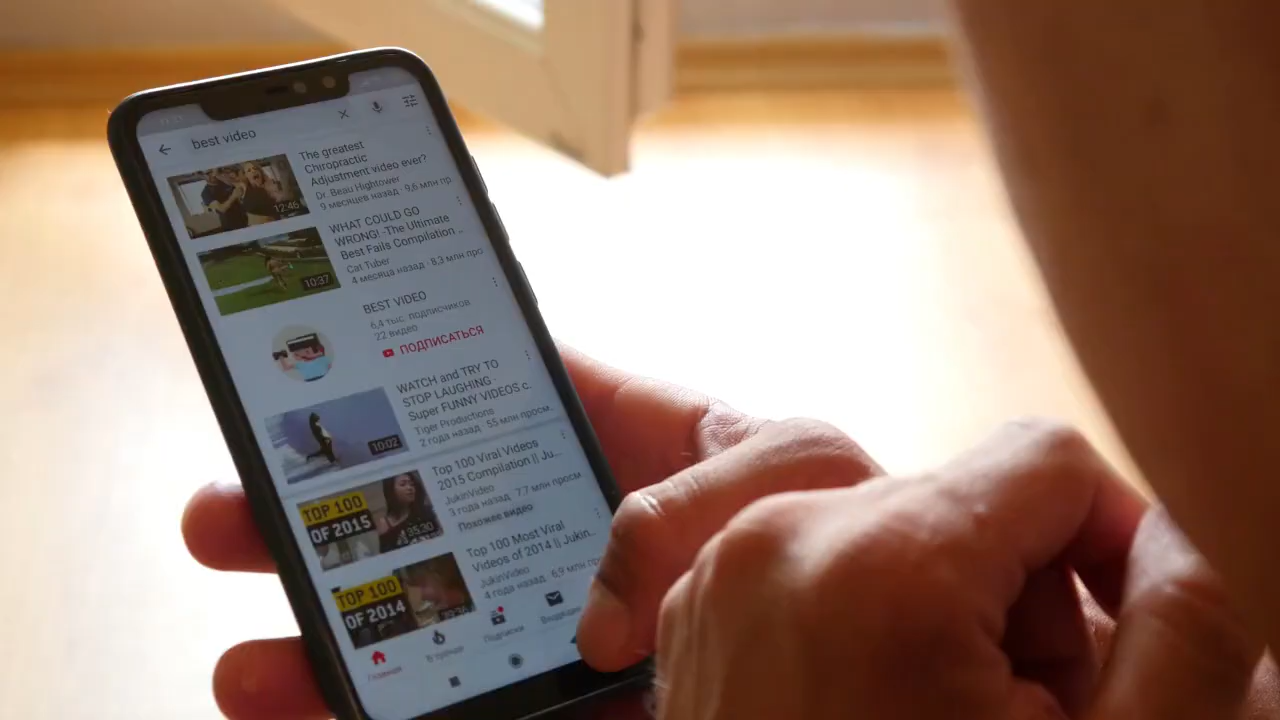 best video
The greatest
Chiropractic
Adjustment video ever?
Dr. Beau Hightower
9 месяцев назад · 9,6 млн пр
12:46
WHAT COULD GO
WRONG! -The Ultimate
Best Fails Compilation ..
Cat Tuber
4 месяца назад · 8,3 млн про
10:37
BEST VIDEO
6,4 тыс. подписчиков
22 видео
ПОДПИСАТЬСЯ
WATCH and TRY TO
STOP LAUGHING -
Super FUNNY VIDEOS c..
Tiger Productions
2 года назад · 55 млн просм..
10:02
Top 100 Viral Videos
2015 Compilation || Ju...
JukinVideo
3 года назад · 7,7 млн просм
Похожее видео
TOP 100
OF 2015
35:30
Top 100 Most Viral
Videos of 2014 || Jukin..
JukinVideo
4 года назад · 6,9 млн пр
TOP 100
OF 2014
Главная
Подписки